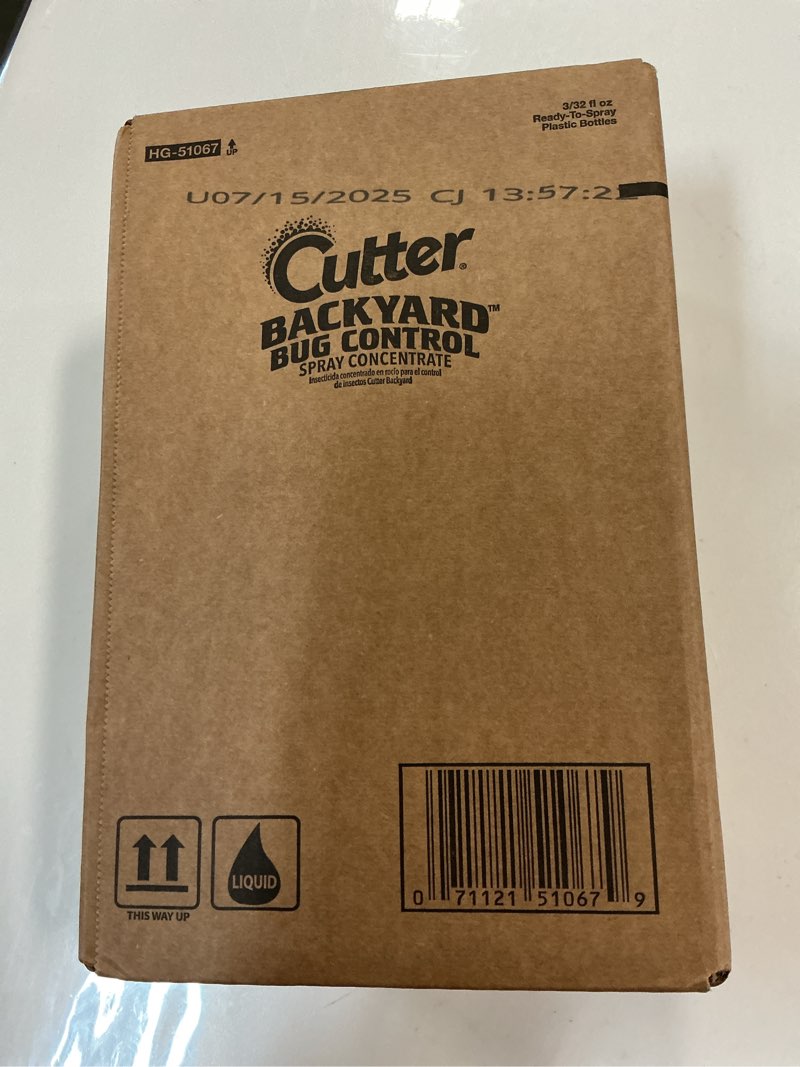 3/32 fl oz
Ready-To-Spray
Plastic Bottles
HG-51067 UP
U07/15/2025 CJ 13:57:21
Cutter®
BACKYARD™
BUG CONTROL
SPRAY CONCENTRATE
Insecticida concentrado en rocío para el control
de insectos Cutter Backyard
LIQUID
THIS WAY UP
0 71121 51067 9